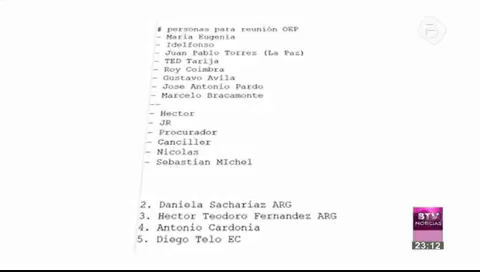 # personas para reunión OEP
- Maria Eugenia
- Idelfonso
- Juan Pablo Torrez (La Paz)
- TED Tarija
- Roy Coimbra
- Gustavo Avila
- Jose Antonio Pardo
- Marcelo Bracamonte
--
- Hector
- JR
- Procurador
- Canciller
- Nicolas
- Sebastian MIchel
2. Daniela Sachariaz ARG
3. Hector Teodoro Fernandez ARG
4. Antonio Cardonia
5. Diego Telo EC
BTV
NOTICIAS
23:12